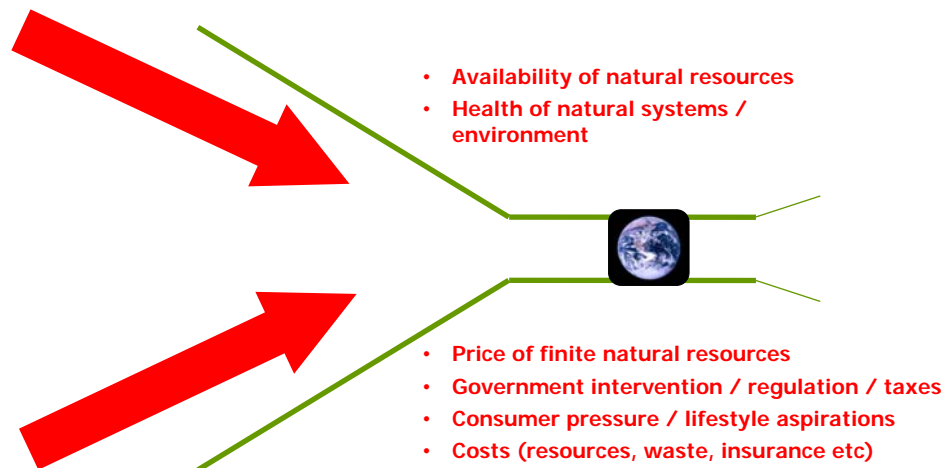 • Availability of natural resources
• Health of natural systems /
environment
• Price of finite natural resources
• Government intervention / regulation / taxes
• Consumer pressure / lifestyle aspirations
• Costs (resources, waste, insurance etc)